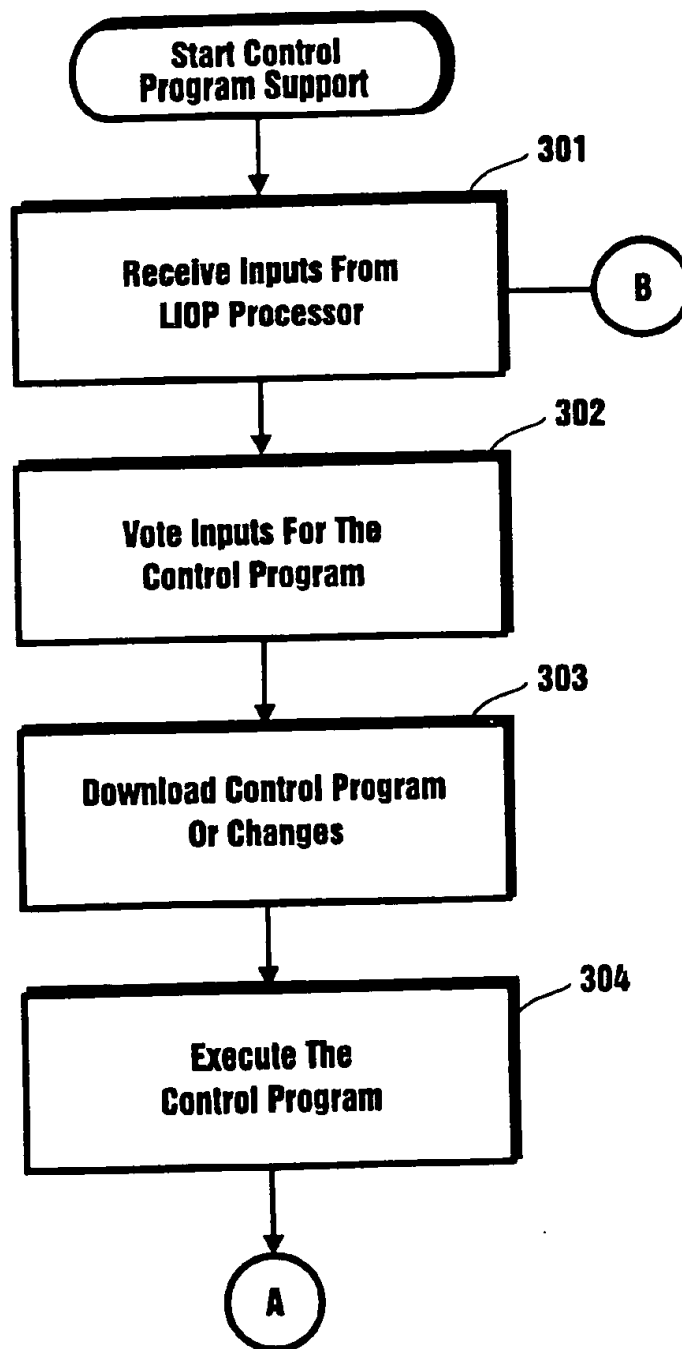 Start Control
Program Support
301
Receive Inputs From
LIOP Processor
B
302
Vote Inputs For The
Control Program
303
Download Control Program
Or Changes
304
Execute The
Control Program
A